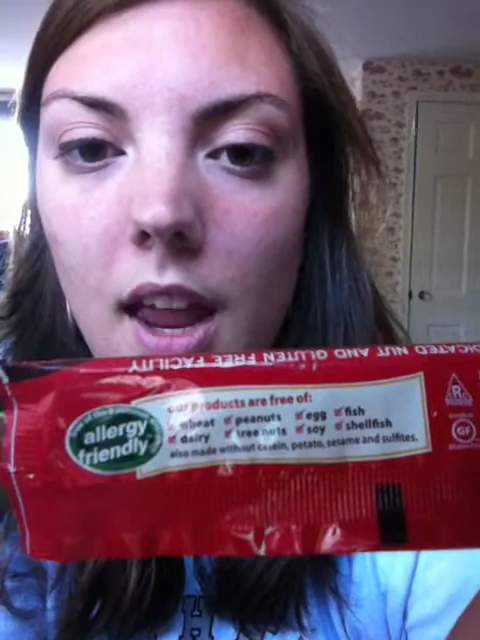 DICATED NUT AND GLUTEN FREE FACILITY
allergy
friendly
our products are free of:
wheat peanuts egg fish
dairy tree nuts soy shellfish
also made without casein, potato, sesame and sulfites.
R
GF
H